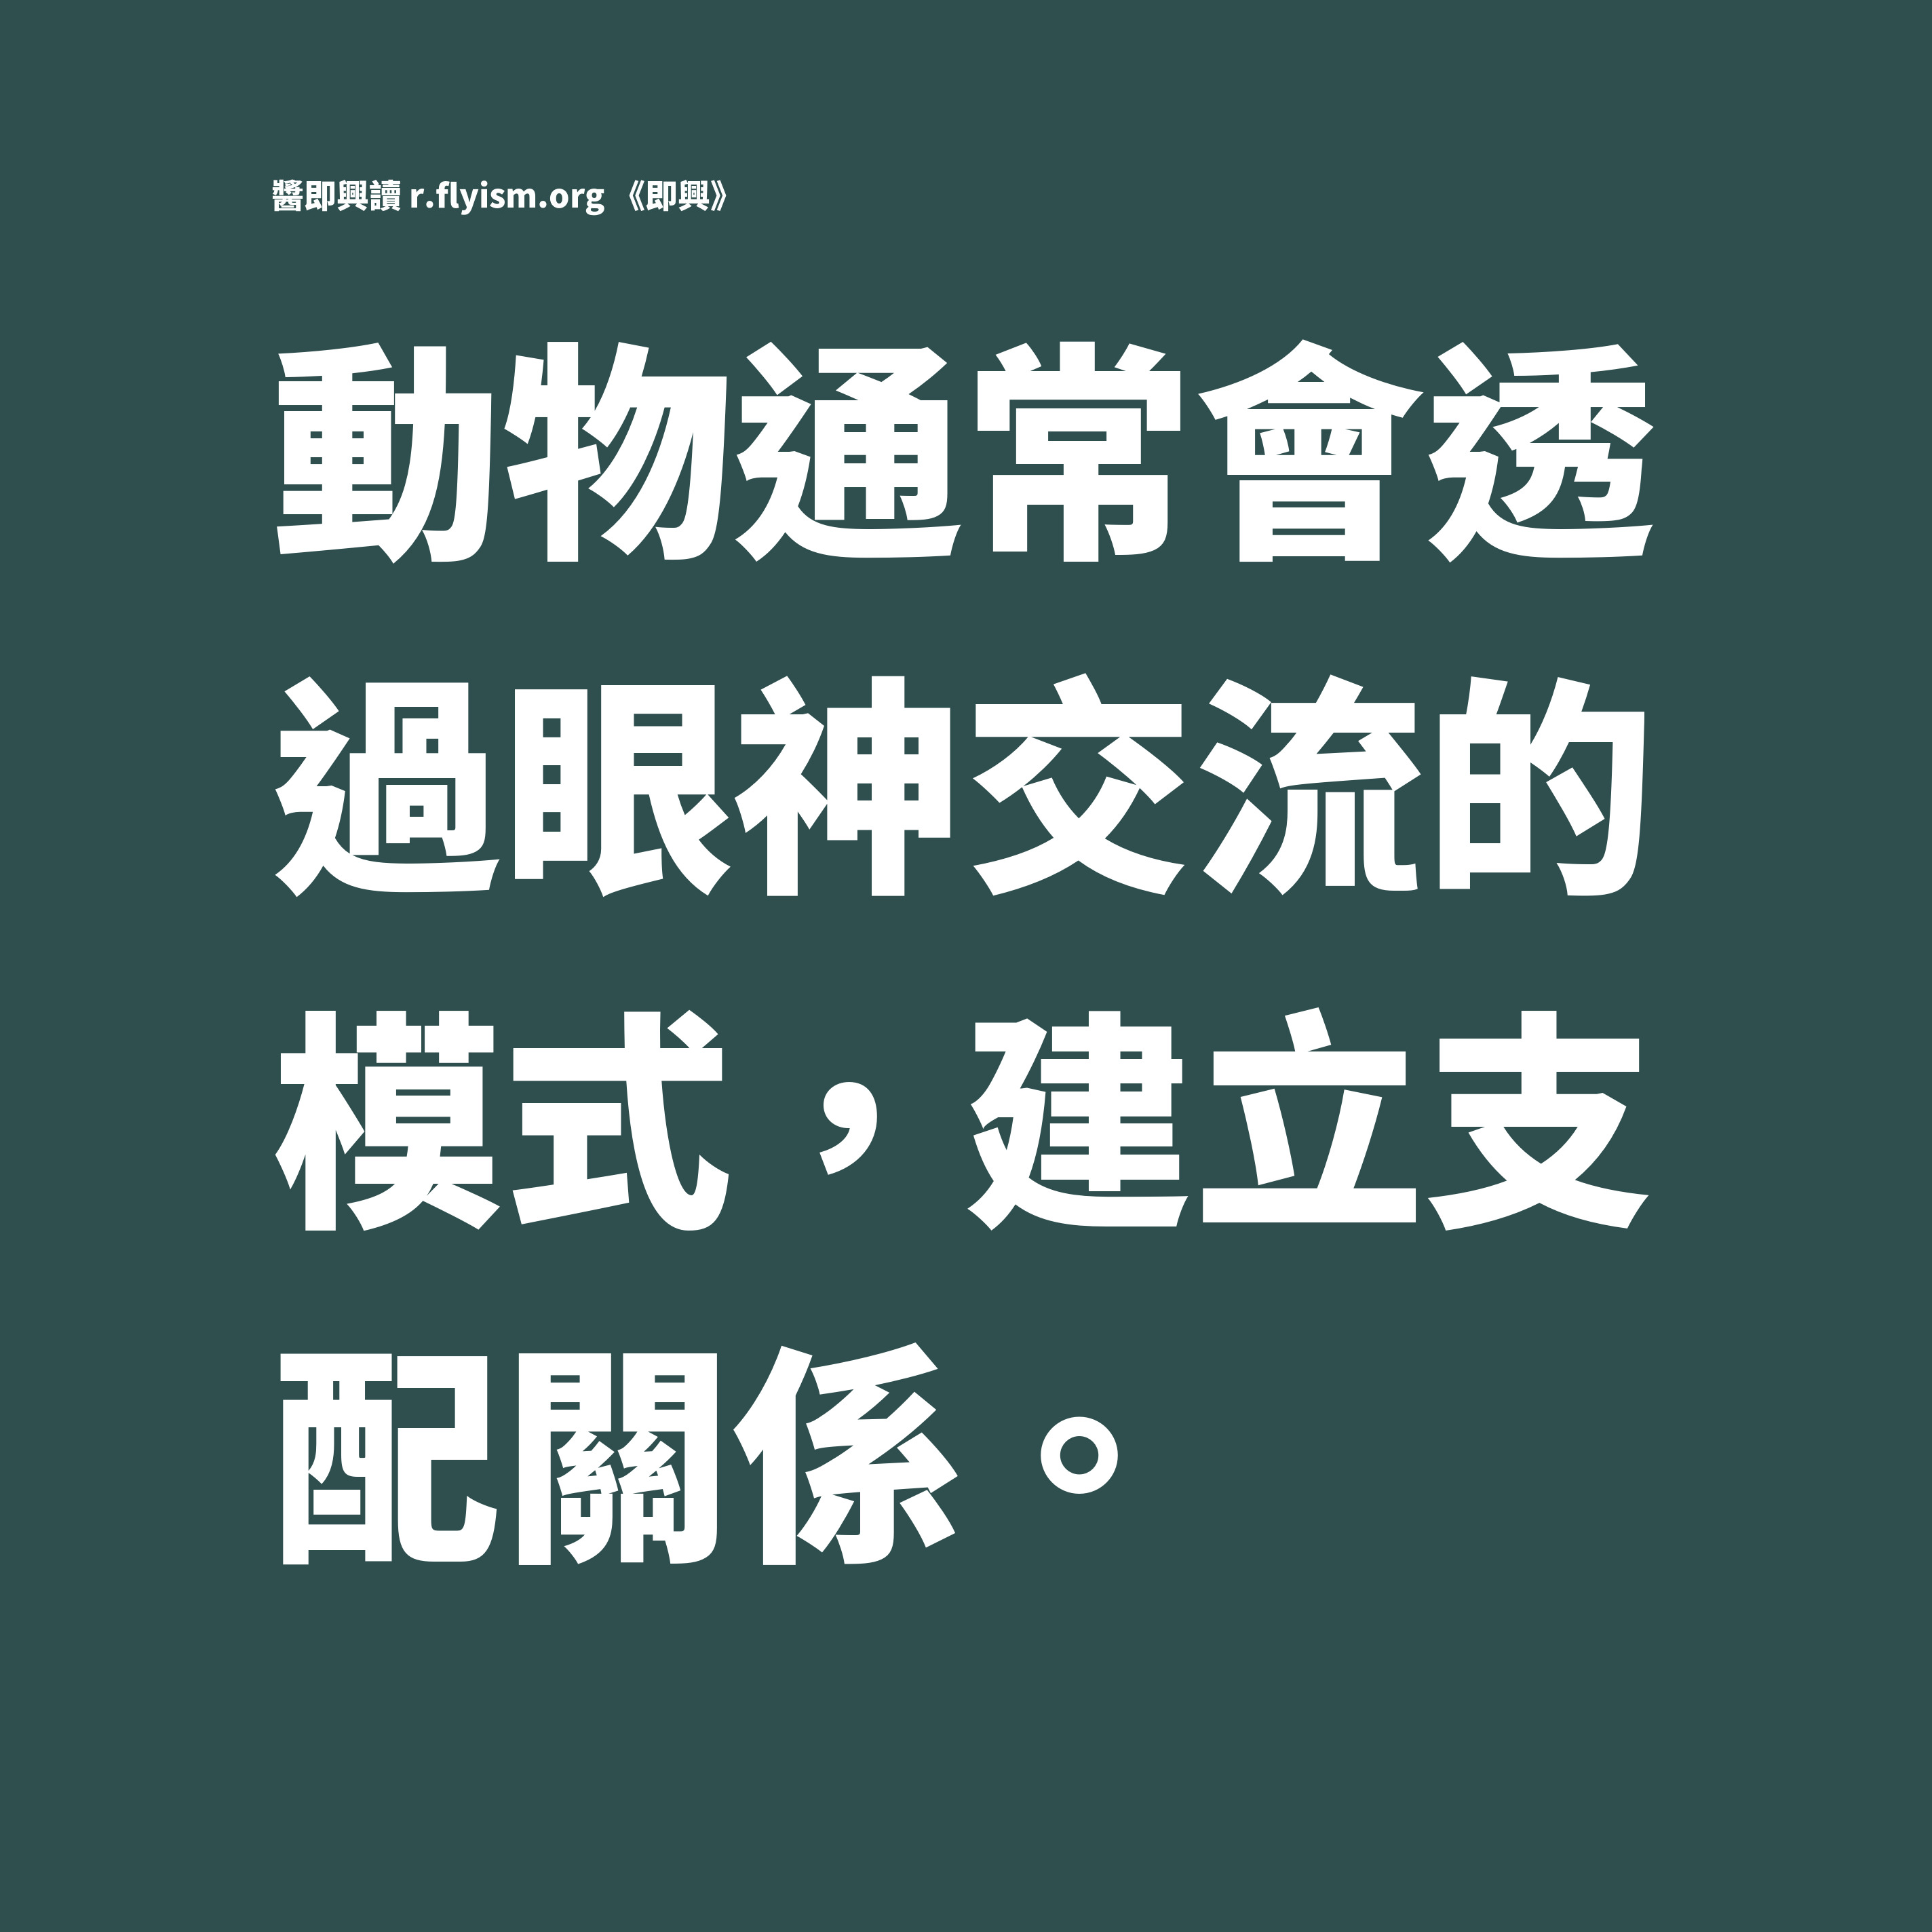 醬即興讀 r.flyism.org《即興》
動物通常會透
過眼神交流的
模式，建立支
配關係。